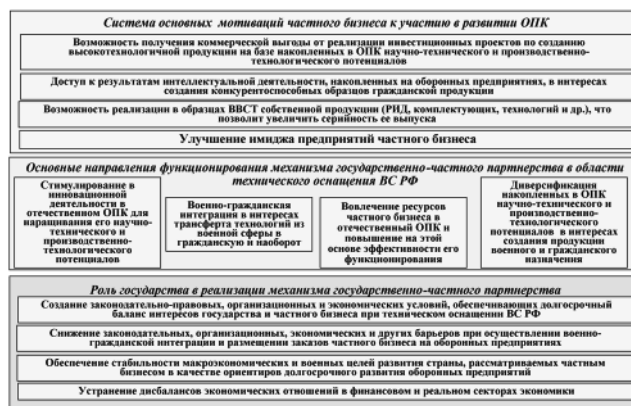 Система основных мотиваций частного бизнеса к участию в развитии ОПК
Возможность получения коммерческой выгоды от реализации инвестиционных проектов по созданию
высокотехнологичной продукции на базе накопленных в ОПК научно-технического и производственно-
технологического потенциалов
Доступ к результатам интеллектуальной деятельности, накопленных на оборонных предприятиях, в интересах
создания конкурентоспособных образцов гражданской продукции
Возможность реализации в образцах ВВСТ собственной продукции (РИД, комплектующих, технологий и др.), что
позволит увеличить серийность ее выпуска
Улучшение имиджа предприятий частного бизнеса
Основные направления функционирования механизма государственно-частного партнерства в области
технического оснащения ВС РФ
Стимулирование в
инновационной
деятельности в
отечественном ОПК для
наращивания его научно-
технического и
производственно-
технологического
потенциалов
Военно-гражданская
интеграция в интересах
трансферта технологий из
военной сферы в
гражданскую и наоборот
Вовлечение ресурсов
частного бизнеса в
отечественный ОПК и
повышение на этой
основе эффективности его
функционирования
Диверсификация
накопленных в ОПК
научно-технического и
производственно-
технологического
потенциалов в интересах
создания продукции
военного и гражданского
назначения
Роль государства в реализации механизма государственно-частного партнерства
Создание законодательно-правовых, организационных и экономических условий, обеспечивающих долгосрочный
баланс интересов государства и частного бизнеса при техническом оснащении ВС РФ
Снижение законодательных, организационных, экономических и других барьеров при осуществлении военно-
гражданской интеграции и размещении заказов частного бизнеса на оборонных предприятиях
Обеспечение стабильности макроэкономических и военных целей развития страны, рассматриваемых частным
бизнесом в качестве ориентиров долгосрочного развития оборонных предприятий
Устранение дисбалансов экономических отношений в финансовом и реальном секторах экономики